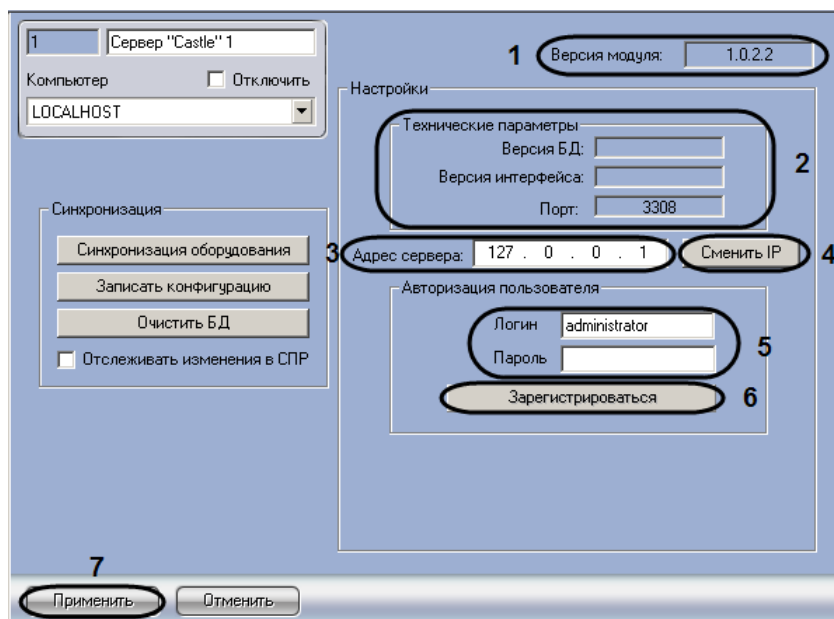 1 Сервер "Castle" 1
Компьютер Отключить
LOCALHOST
1 Версия модуля: 1.0.2.2
Настройки
Технические параметры
Версия БД:
Версия интерфейса:
Порт: 3308
2
3 Адрес сервера: 127 . 0 . 0 . 1 Сменить IP 4
Авторизация пользователя
Логин administrator
Пароль
5
Зарегистрироваться 6
Синхронизация
Синхронизация оборудования
Записать конфигурацию
Очистить БД
Отслеживать изменения в СПР
7
Применить Отменить